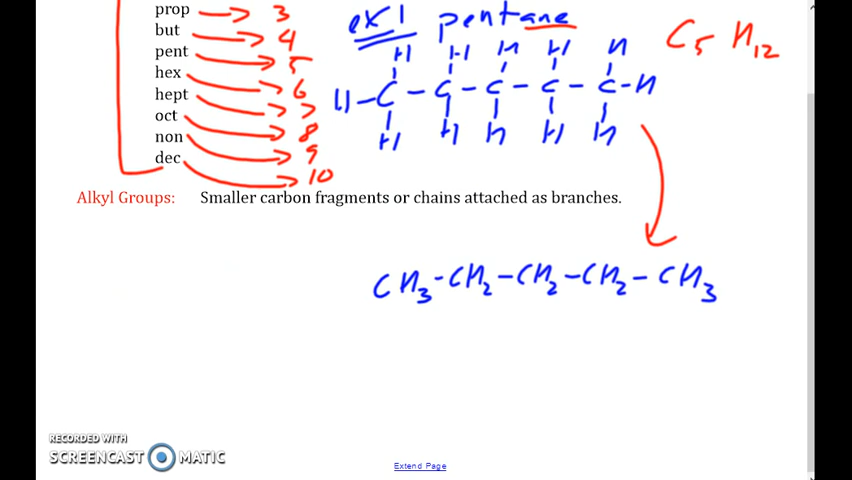 prop 3
ex 1 pentane
C5 H12
but 4
pent 5
hex 6
hept 7
oct 8
non 9
dec 10
H H H H H
H-C-C-C-C-C-H
H H H H H
Alkyl Groups: Smaller carbon fragments or chains attached as branches.
CH3-CH2-CH2-CH2-CH3
RECORDED WITH
SCREENCAST MATIC
Extend Page